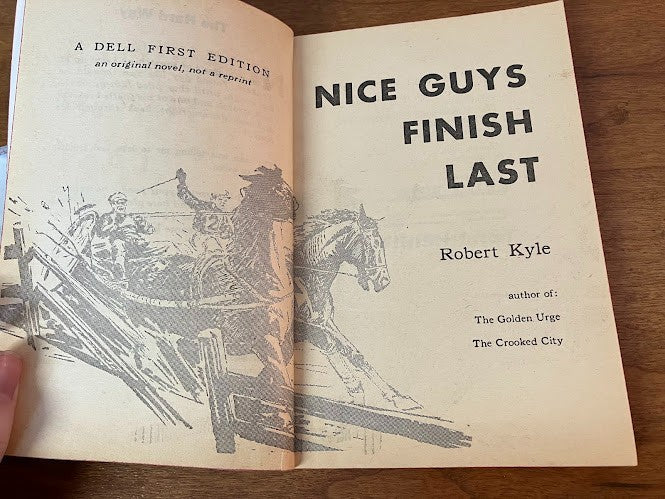 A DELL FIRST EDITION
an original novel, not a reprint
NICE GUYS
FINISH
LAST
Robert Kyle
author of:
The Golden Urge
The Crooked City